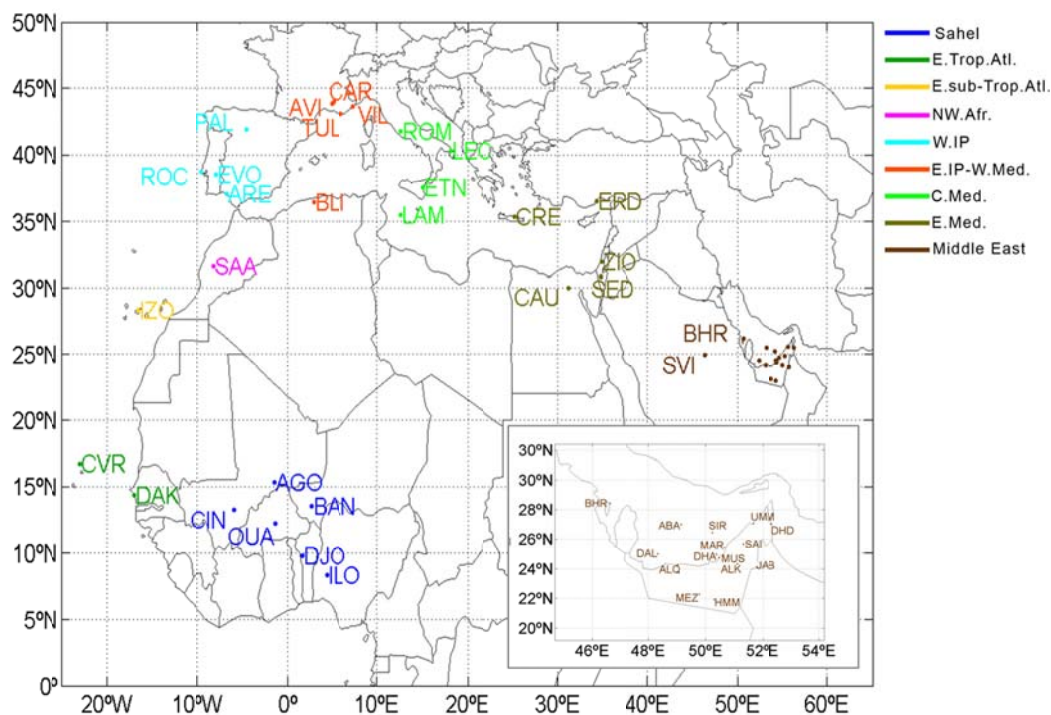 50ºN
45ºN
40ºN
35ºN
30ºN
25ºN
20ºN
15ºN
10ºN
5ºN
0º
20ºW
10ºW
0º
10ºE
20ºE
30ºE
40ºE
50ºE
60ºE
CAR
AVI
VIL
TUL
PAL
ROM
LEC
ROC
EVO
ARE
ETN
BLI
LAM
CRE
ERD
SAA
ZIO
SED
CAU
IZO
BHR
SVI
CVR
DAK
AGO
BAN
CIN
OUA
DJO
ILO
Sahel
E.Trop.Atl.
E.sub-Trop.Atl.
NW.Afr.
W.IP
E.IP-W.Med.
C.Med.
E.Med.
Middle East
30ºN
28ºN
26ºN
24ºN
22ºN
20ºN
46ºE
48ºE
50ºE
52ºE
54ºE
BHR
ABA
SIR
UMM
DHD
MAR
SAI
DAL
DHA
MUS
ALQ
ALK
JAB
MEZ
HMM